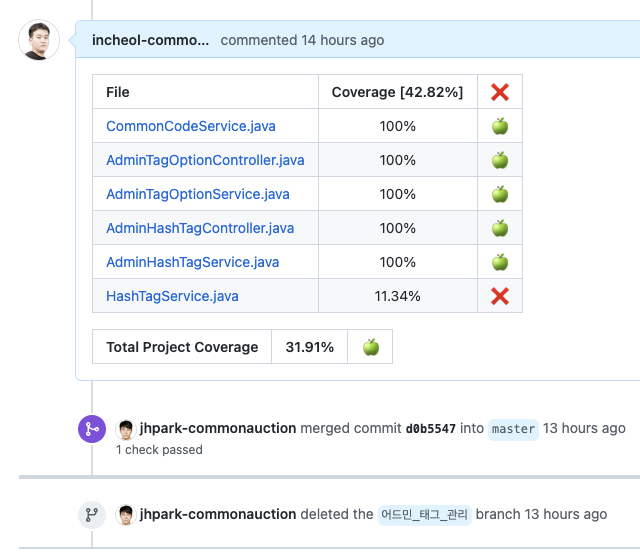 incheol-commo... commented 14 hours ago
File Coverage [42.82%]
CommonCodeService.java 100%
AdminTagOptionController.java 100%
AdminTagOptionService.java 100%
AdminHashTagController.java 100%
AdminHashTagService.java 100%
HashTagService.java 11.34%
Total Project Coverage 31.91%
jhpark-commonauction merged commit d0b5547 into master 13 hours ago
1 check passed
jhpark-commonauction deleted the 어드민_태그_관리 branch 13 hours ago